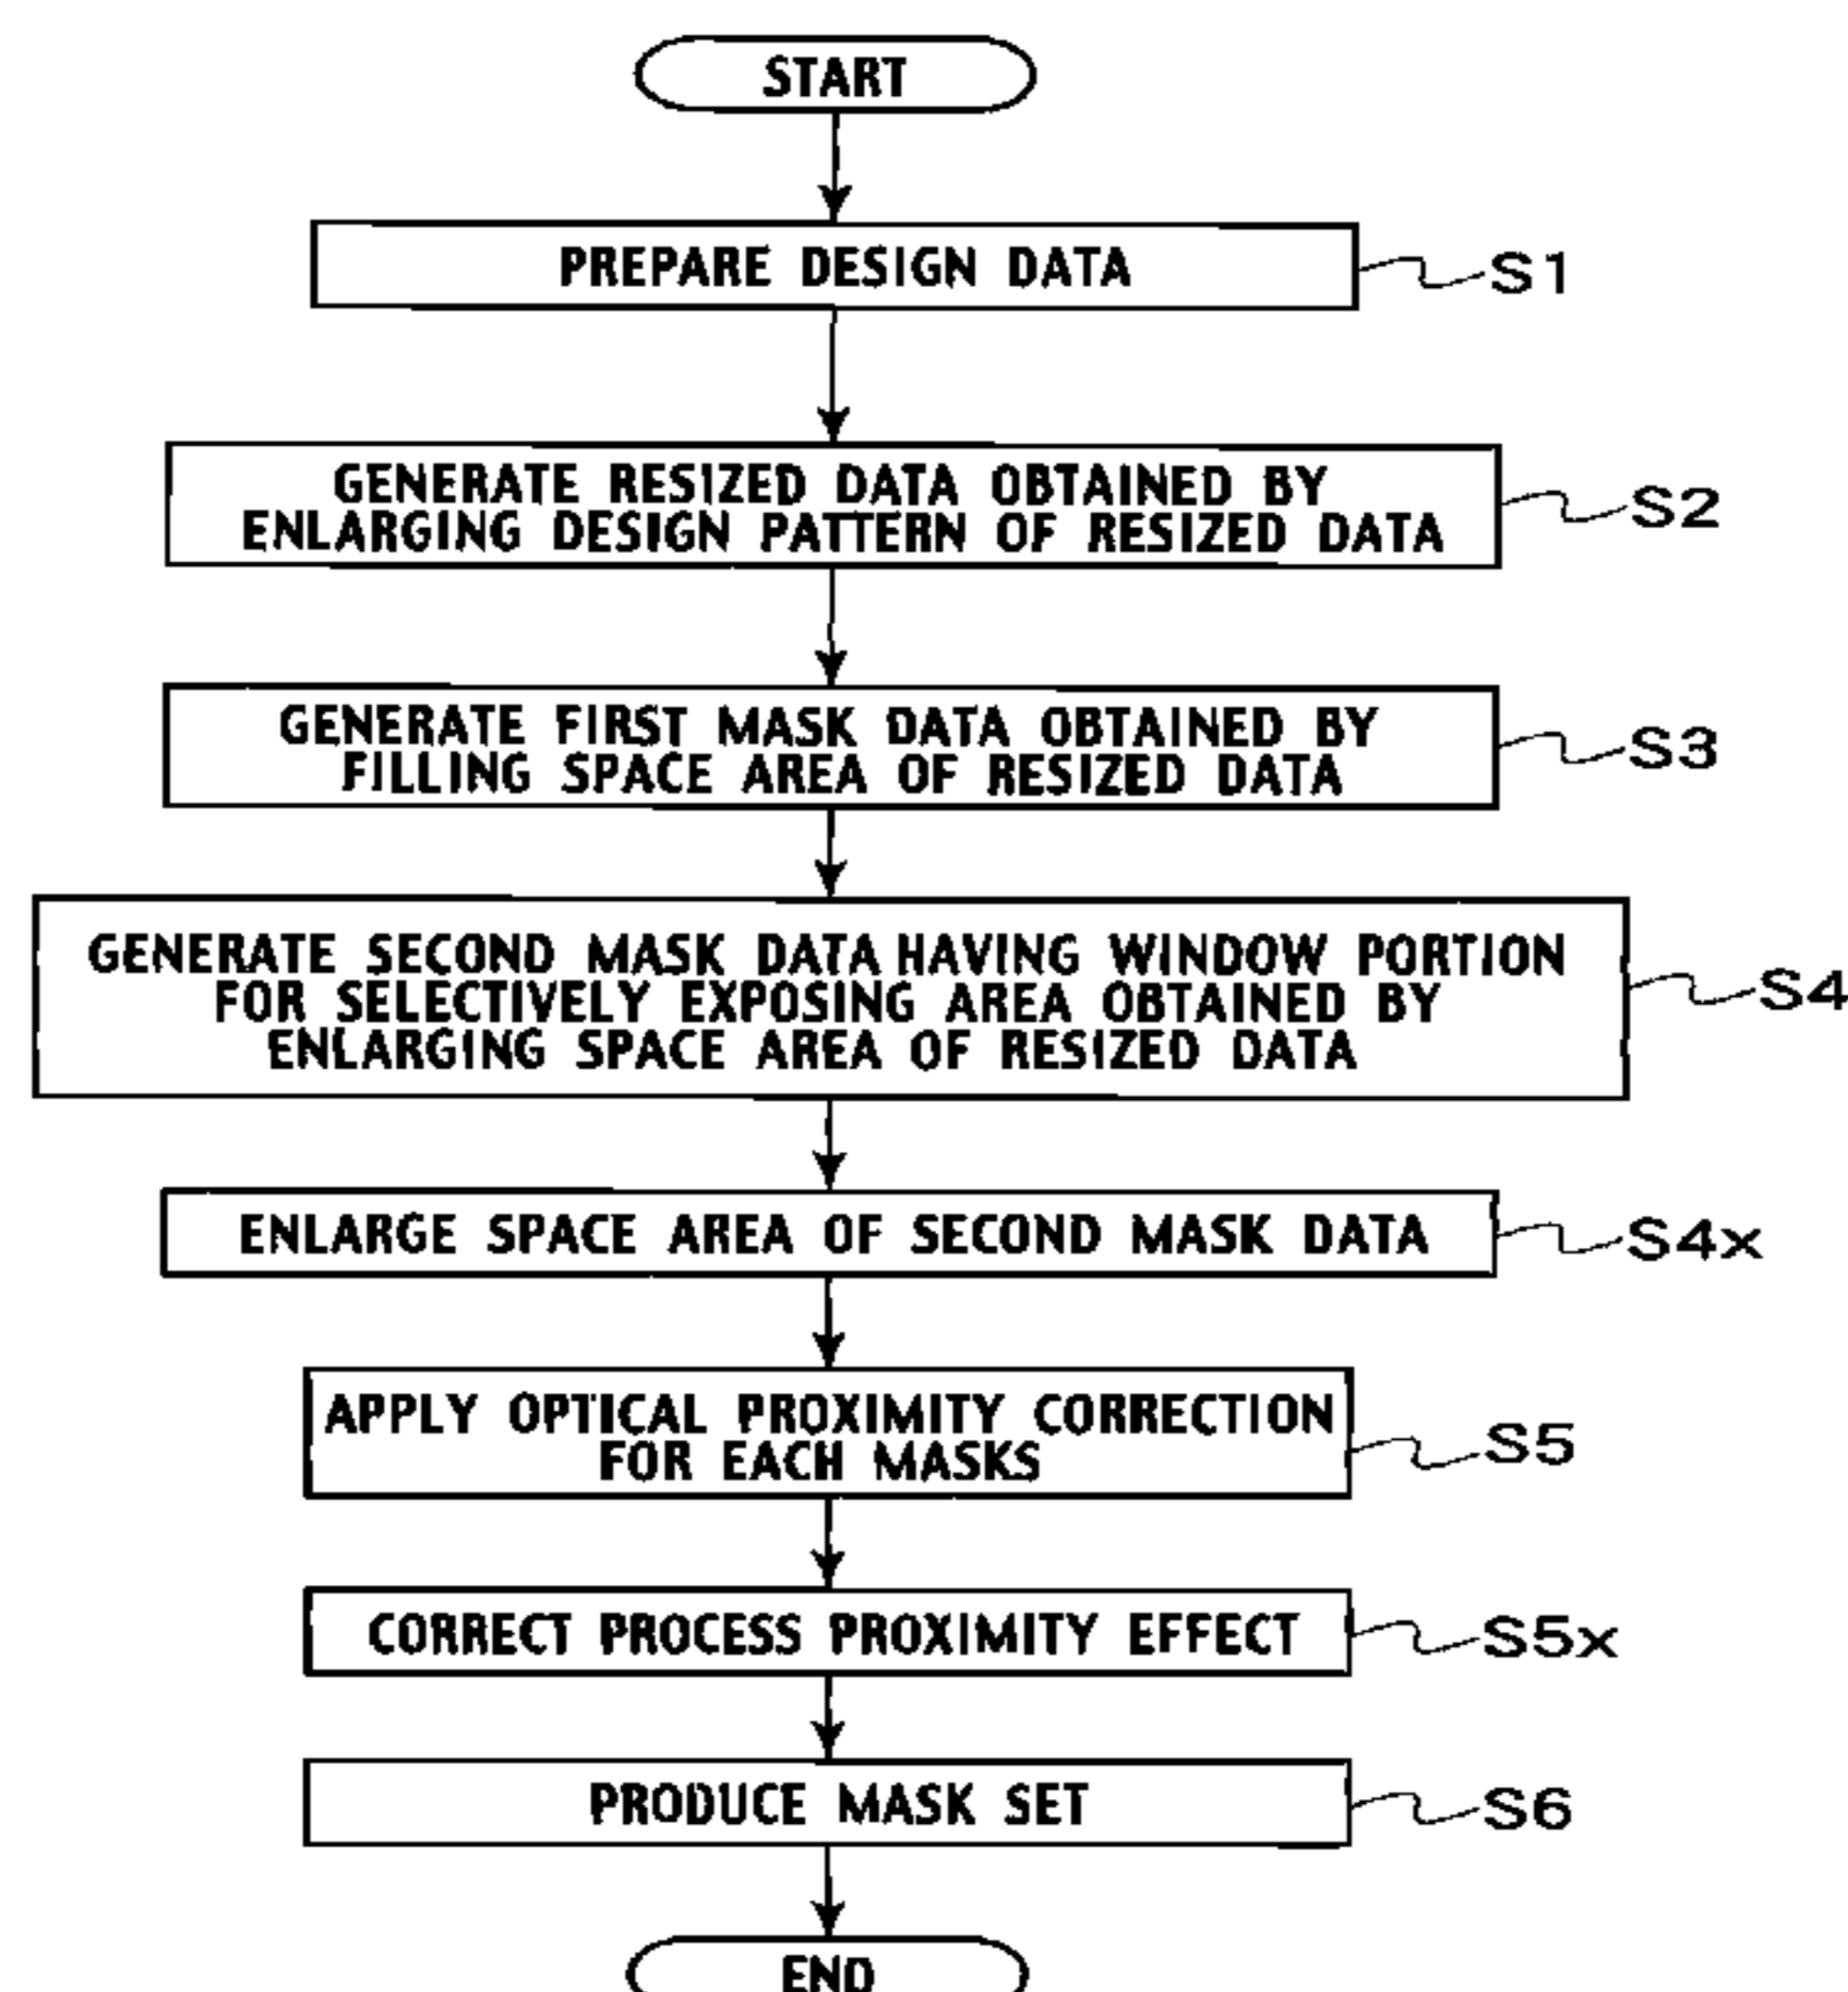 START
PREPARE DESIGN DATA
S1
GENERATE RESIZED DATA OBTAINED BY
ENLARGING DESIGN PATTERN OF RESIZED DATA
S2
GENERATE FIRST MASK DATA OBTAINED BY
FILLING SPACE AREA OF RESIZED DATA
S3
GENERATE SECOND MASK DATA HAVING WINDOW PORTION
FOR SELECTIVELY EXPOSING AREA OBTAINED BY
ENLARGING SPACE AREA OF RESIZED DATA
S4
ENLARGE SPACE AREA OF SECOND MASK DATA
S4x
APPLY OPTICAL PROXIMITY CORRECTION
FOR EACH MASKS
S5
CORRECT PROCESS PROXIMITY EFFECT
S5x
PRODUCE MASK SET
S6
END